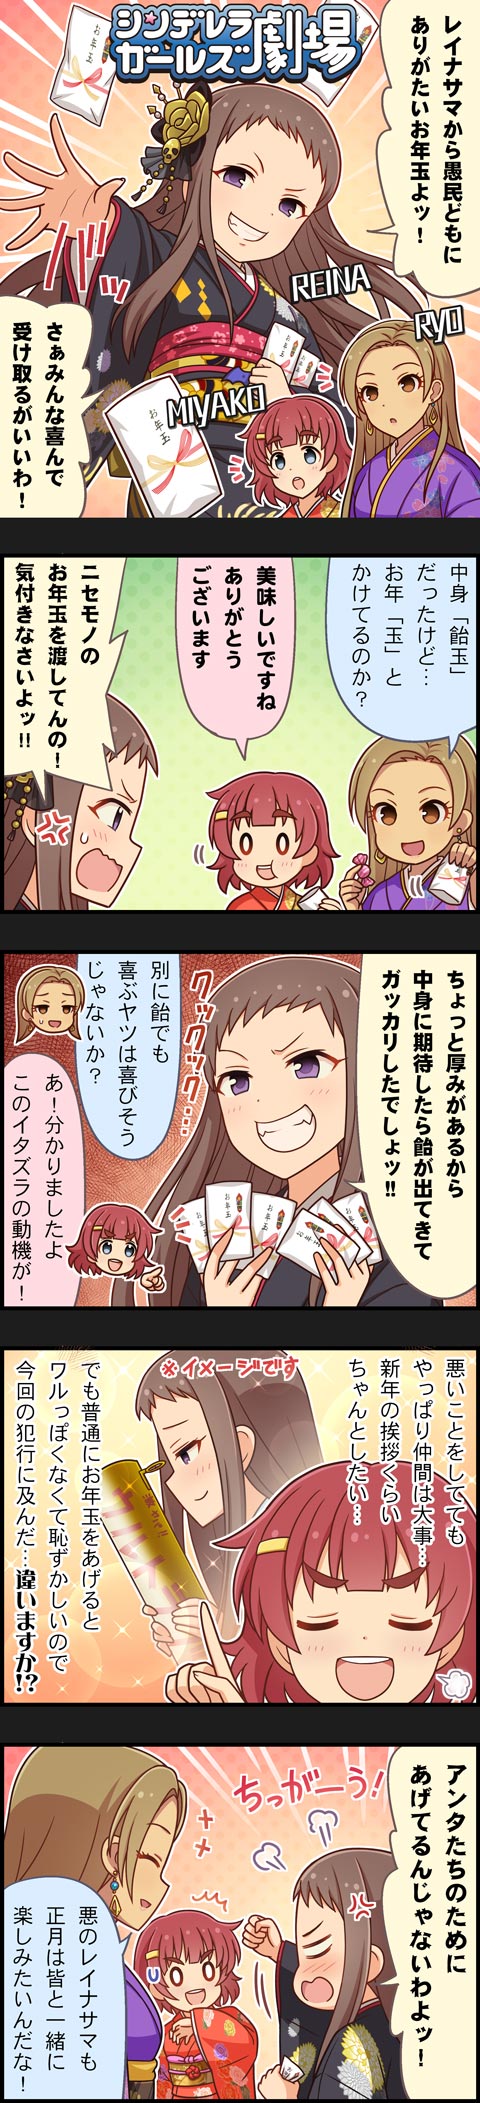 シンデレラ
ガールズ劇場
レイナサマから愚民どもに
ありがたいお年玉よッ！
REINA
RYO
MIYAKO
お年玉
さぁみんな喜んで
受け取るがいいわ！
中身「飴玉」
だったけど…
お年「玉」と
かけてるのか？
美味しいですね
ありがとう
ございます
ニセモノの
お年玉を渡してんの！
気付きなさいよッ!!
ちょっと厚みがあるから
中身に期待したら飴が出てきて
ガッカリしたでしょッ!!
クックック…
お年玉
お年玉
別に飴でも
喜ぶヤツは喜びそう
じゃないか？
あ！分かりましたよ
このイタズラの動機が！
悪いことをしてても
やっぱり仲間は大事…
新年の挨拶くらい
ちゃんとしたい…
※イメージです
でも普通にお年玉をあげると
ワルっぽくなくて恥ずかしいので
今回の犯行に及んだ…違いますか!?
アンタたちのために
あげてるんじゃないわよッ！
ちっがーう！
悪のレイナサマも
正月は皆と一緒に
楽しみたいんだな！